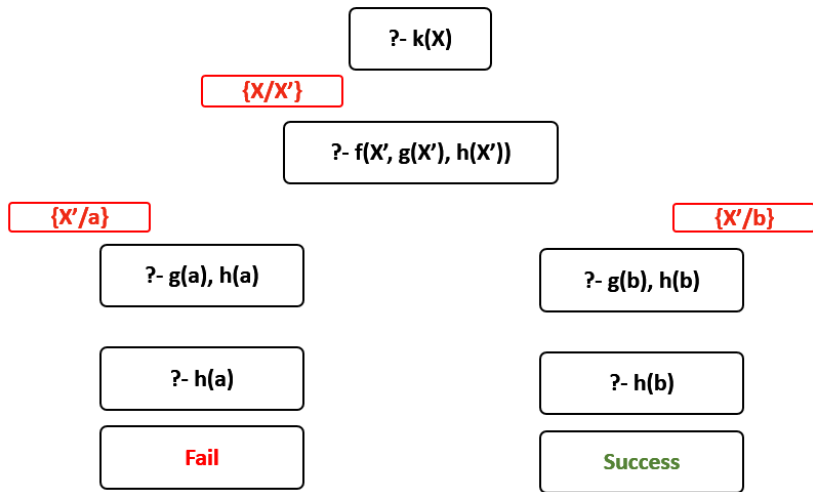 ?- k(X)
{X/X’}
?- f(X’, g(X’), h(X’))
{X’/a}
{X’/b}
?- g(a), h(a)
?- g(b), h(b)
?- h(a)
?- h(b)
Fail
Success